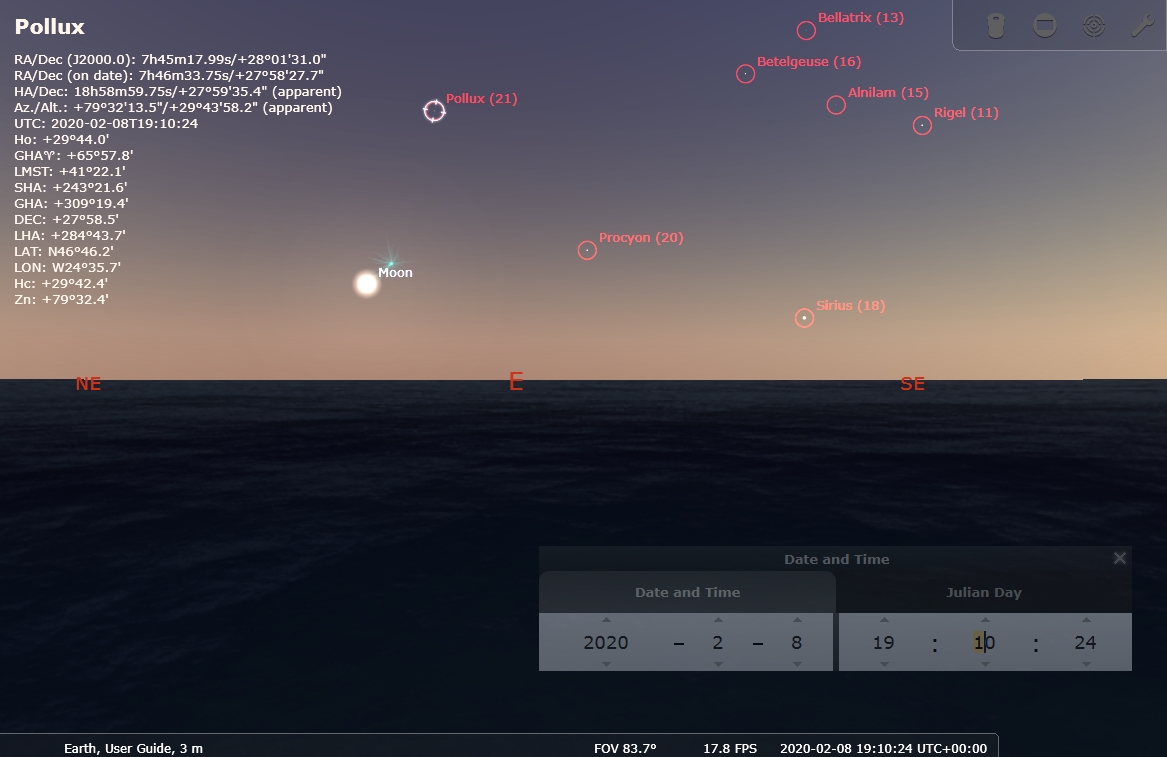 Pollux
RA/Dec (J2000.0): 7h45m17.99s/+28°01'31.0"
RA/Dec (on date): 7h46m33.75s/+27°58'27.7"
HA/Dec: 18h58m59.75s/+27°59'35.4" (apparent)
Az./Alt.: +79°32'13.5"/+29°43'58.2" (apparent)
UTC: 2020-02-08T19:10:24
Ho: +29°44.0'
GHA♈: +65°57.8'
LMST: +41°22.1'
SHA: +243°21.6'
GHA: +309°19.4'
DEC: +27°58.5'
LHA: +284°43.7'
LAT: N46°46.2'
LON: W24°35.7'
Hc: +29°42.4'
Zn: +79°32.4'
Bellatrix (13)
Betelgeuse (16)
Pollux (21)
Alnilam (15)
Rigel (11)
Procyon (20)
Moon
Sirius (18)
NE
E
SE
Date and Time
Date and Time Julian Day
2020 – 2 – 8 19 : 10 : 24
Earth, User Guide, 3 m FOV 83.7° 17.8 FPS 2020-02-08 19:10:24 UTC+00:00